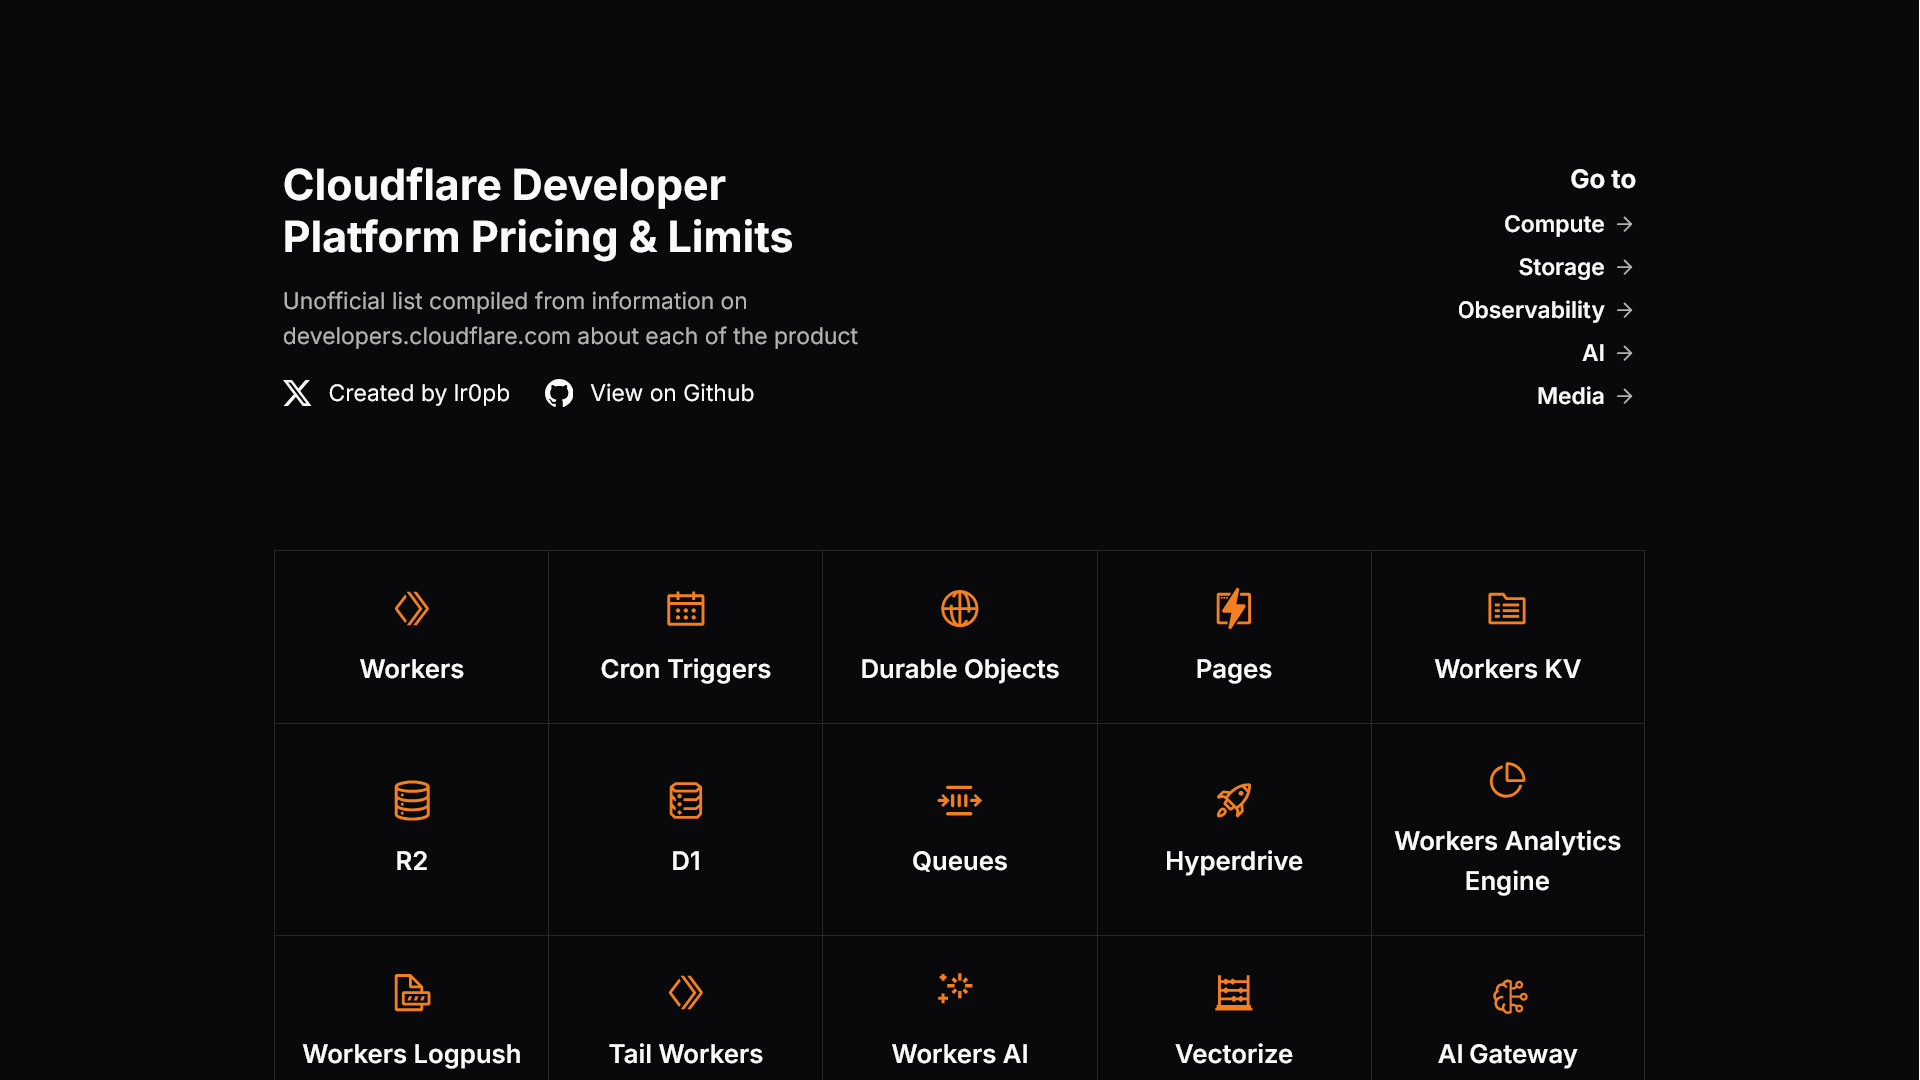 Cloudflare Developer
Platform Pricing & Limits
Unofficial list compiled from information on
developers.cloudflare.com about each of the product
Created by lr0pb
View on Github
Go to
Compute →
Storage →
Observability →
AI →
Media →
Workers
Cron Triggers
Durable Objects
Pages
Workers KV
R2
D1
Queues
Hyperdrive
Workers Analytics
Engine
Workers Logpush
Tail Workers
Workers AI
Vectorize
AI Gateway